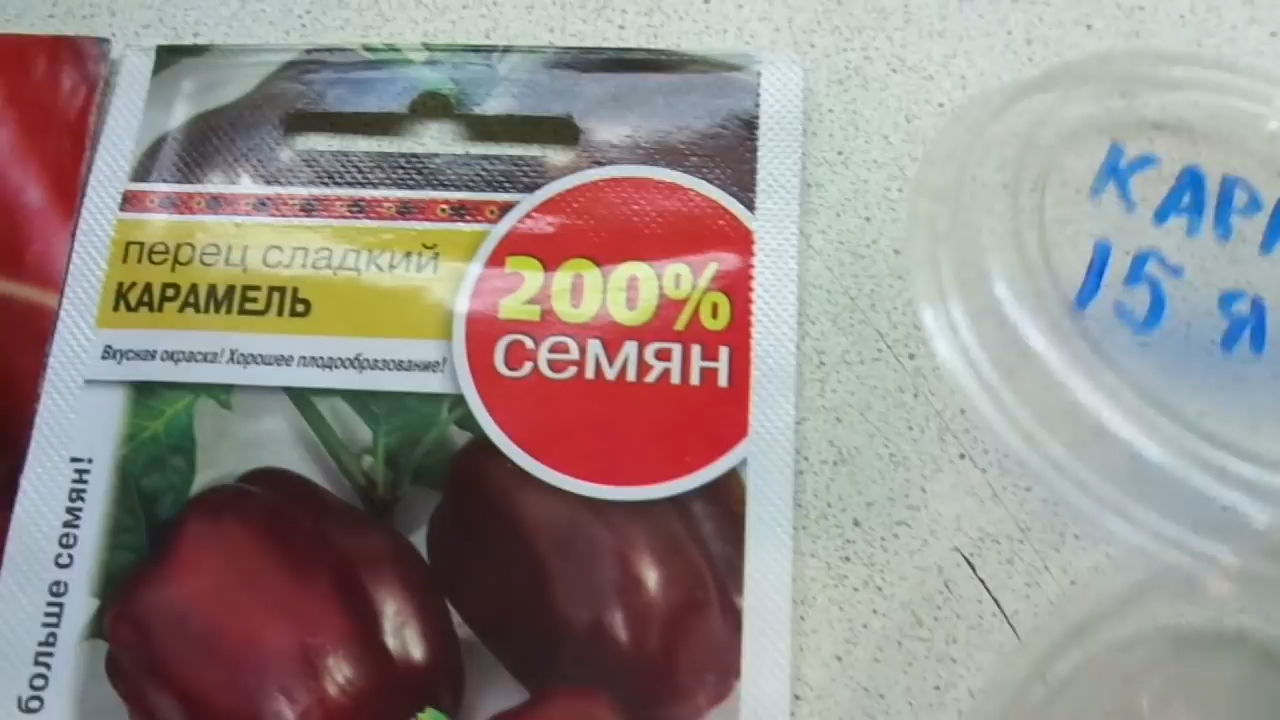 перец сладкий
КАРАМЕЛЬ
Вкусная окраска! Хорошее плодообразование!
200%
семян
больше семян!
КАР
15 Я